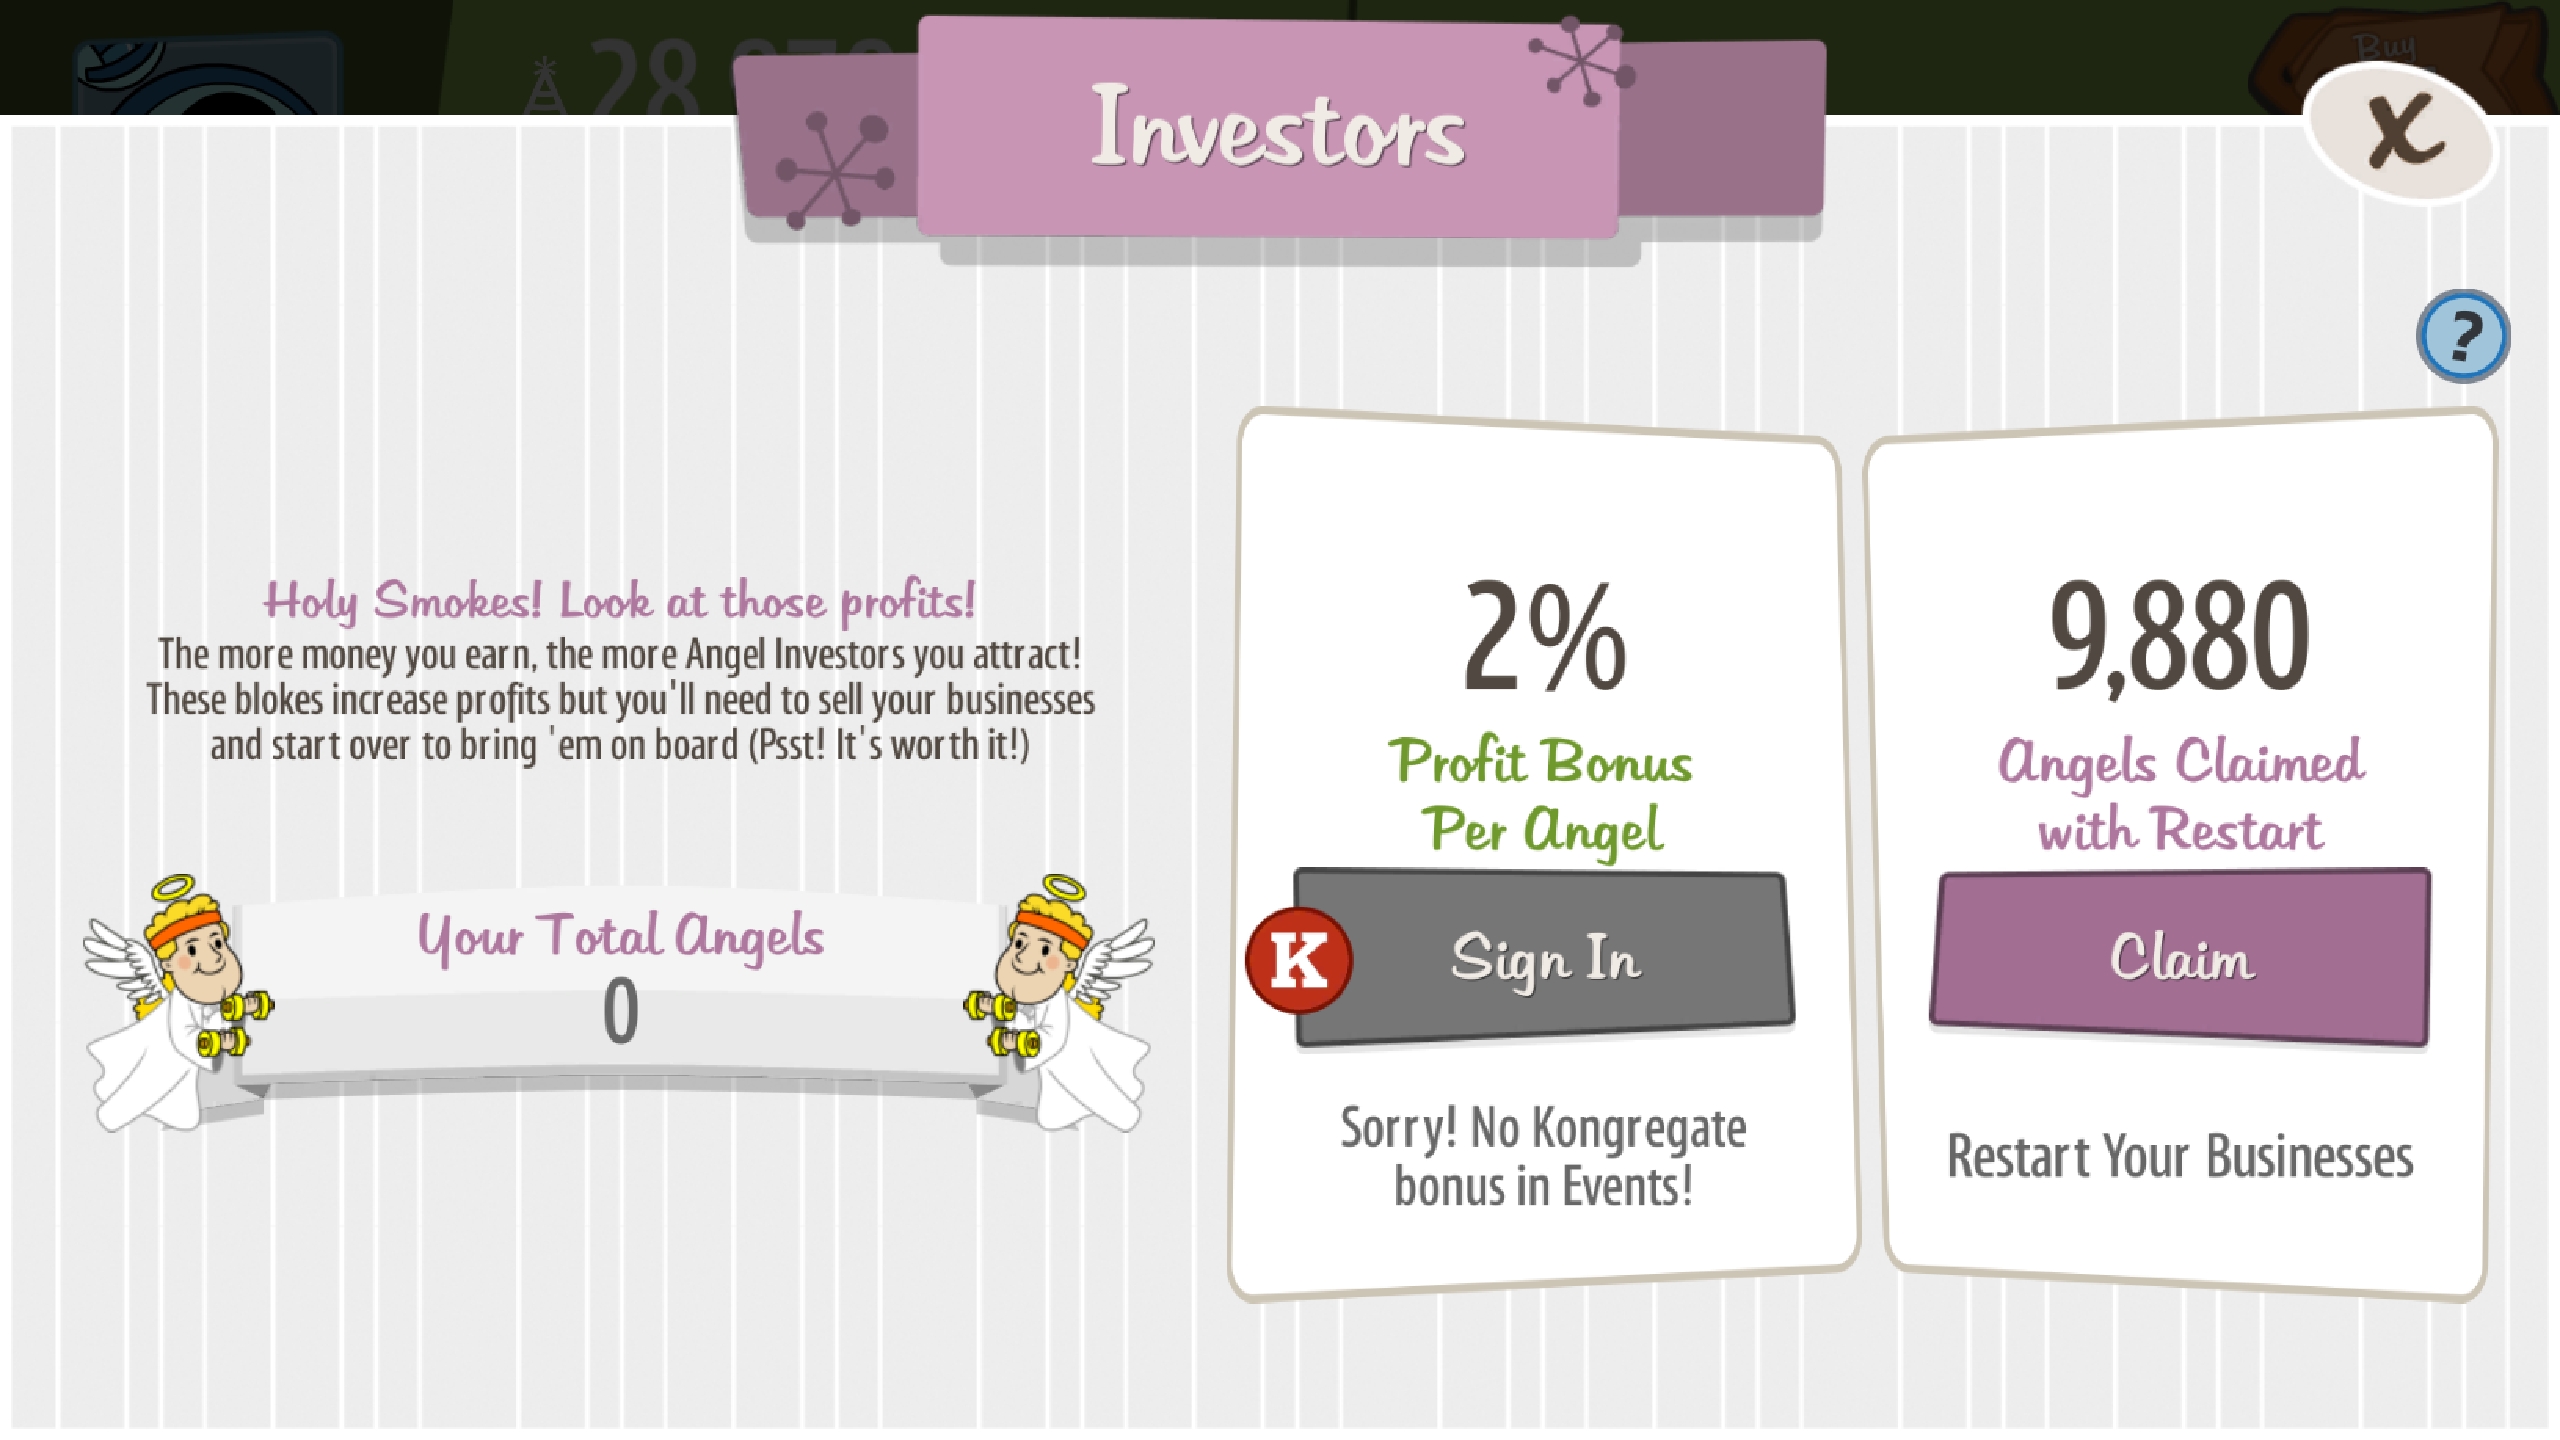 28
Buy
Investors
X
?
Holy Smokes! Look at those profits!
The more money you earn, the more Angel Investors you attract!
These blokes increase profits but you'll need to sell your businesses
and start over to bring 'em on board (Psst! It's worth it!)
Your Total Angels
0
2%
Profit Bonus
Per Angel
K
Sign In
Sorry! No Kongregate
bonus in Events!
9,880
Angels Claimed
with Restart
Claim
Restart Your Businesses